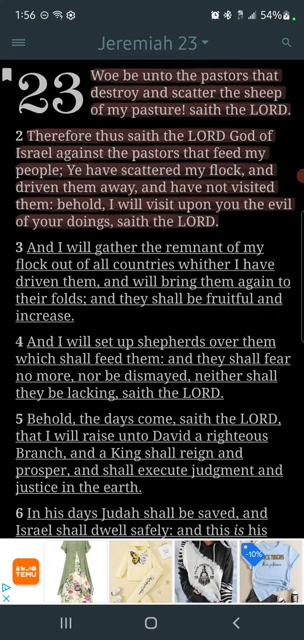 1:56
54%
Jeremiah 23
23 Woe be unto the pastors that
destroy and scatter the sheep
of my pasture! saith the LORD.
2 Therefore thus saith the LORD God of
Israel against the pastors that feed my
people; Ye have scattered my flock, and
driven them away, and have not visited
them: behold, I will visit upon you the evil
of your doings, saith the LORD.
3 And I will gather the remnant of my
flock out of all countries whither I have
driven them, and will bring them again to
their folds: and they shall be fruitful and
increase.
4 And I will set up shepherds over them
which shall feed them: and they shall fear
no more, nor be dismayed, neither shall
they be lacking, saith the LORD.
5 Behold, the days come, saith the LORD,
that I will raise unto David a righteous
Branch, and a King shall reign and
prosper, and shall execute judgment and
justice in the earth.
6 In his days Judah shall be saved, and
Israel shall dwell safely: and this is his
TEMU
-10%